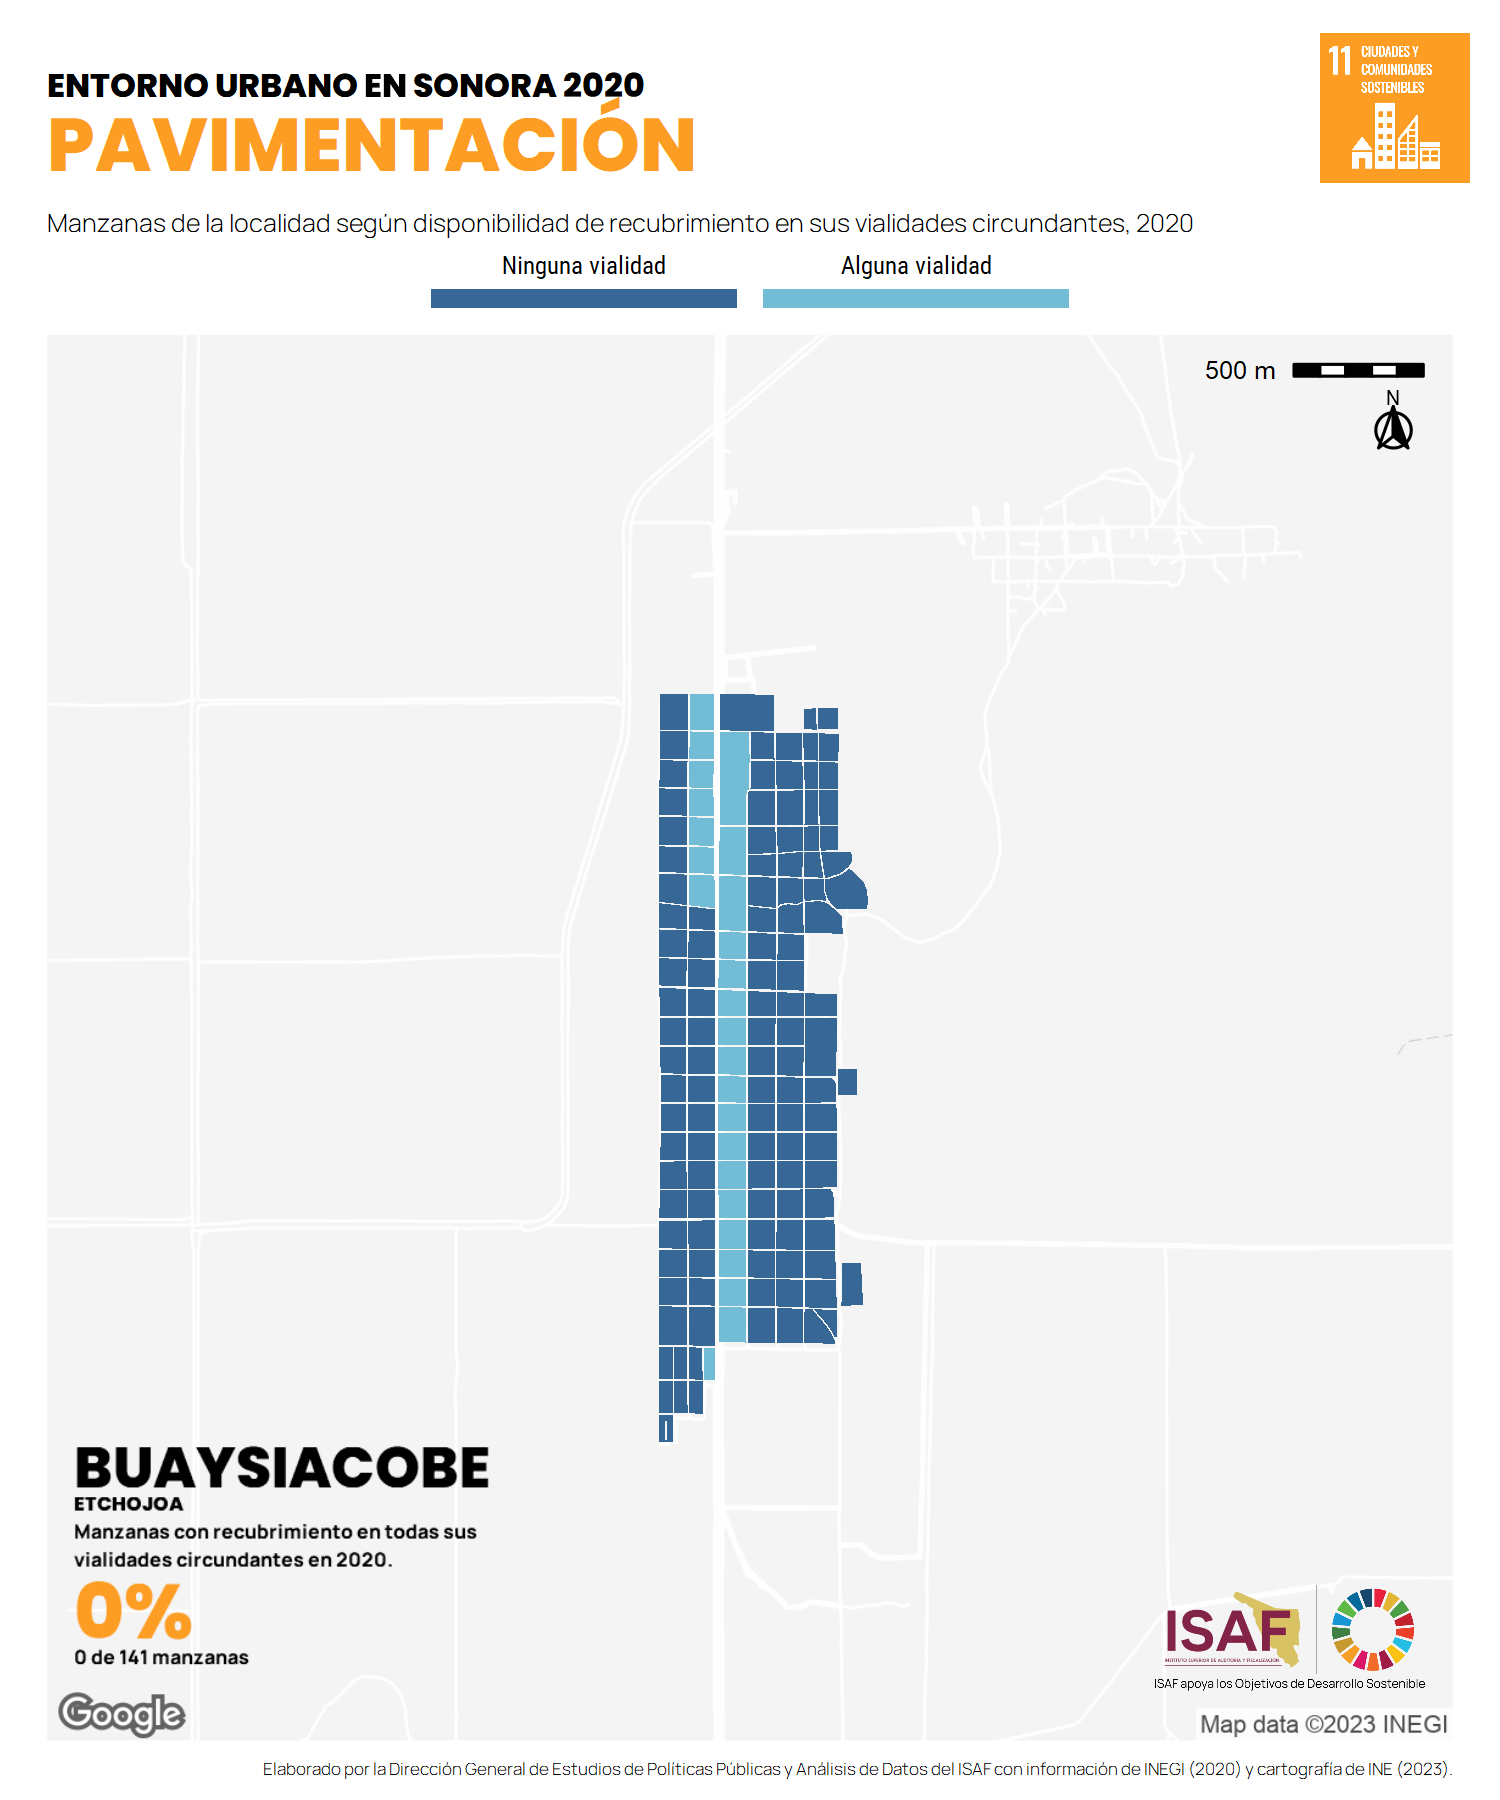 ENTORNO URBANO EN SONORA 2020
PAVIMENTACIÓN
11 CIUDADES Y
COMUNIDADES
SOSTENIBLES
Manzanas de la localidad según disponibilidad de recubrimiento en sus vialidades circundantes, 2020
Ninguna vialidad
Alguna vialidad
500 m
N
BUAYSIACOBE
ETCHOJOA
Manzanas con recubrimiento en todas sus
vialidades circundantes en 2020.
0%
0 de 141 manzanas
Google
ISAF
INSTITUTO SUPERIOR DE AUDITORÍA Y FISCALIZACIÓN
ISAF apoya los Objetivos de Desarrollo Sostenible
Map data ©2023 INEGI
Elaborado por la Dirección General de Estudios de Políticas Públicas y Análisis de Datos del ISAF con información de INEGI (2020) y cartografía de INE (2023).